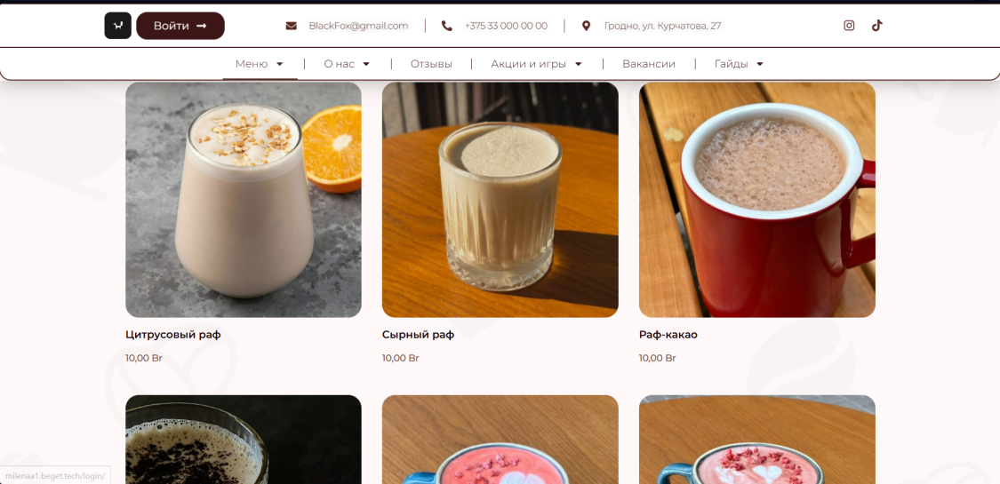 Войти
BlackFox@gmail.com
+375 33 000 00 00
Гродно, ул. Курчатова, 27
Меню
О нас
Отзывы
Акции и игры
Вакансии
Гайды
Цитрусовый раф
Сырный раф
Раф-какао
10,00 Br
10,00 Br
10,00 Br
milenaa1.beget.tech/login/